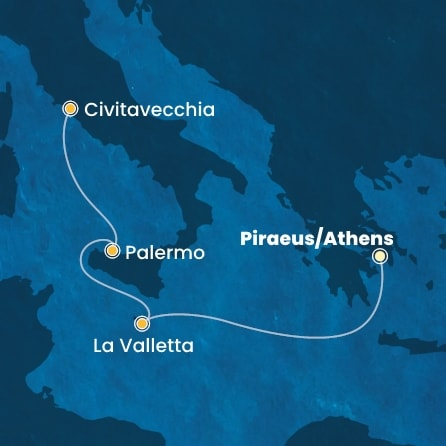 Civitavecchia
Piraeus/Athens
Palermo
La Valletta